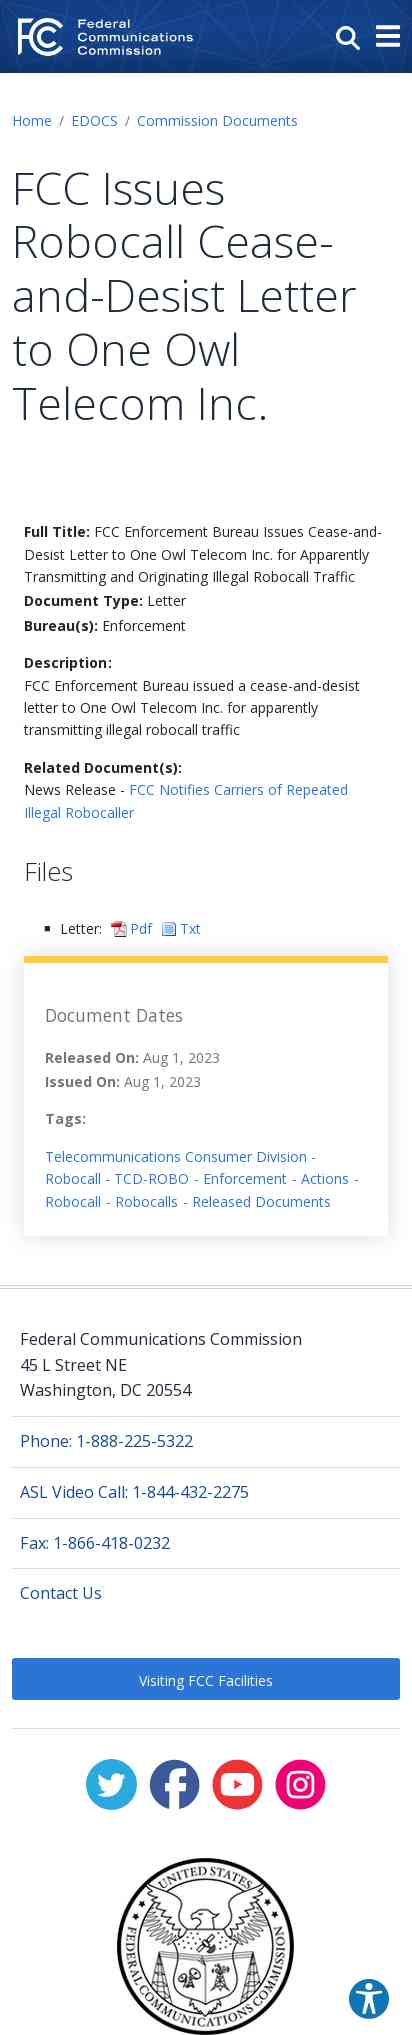 Federal
Communications
Commission
Home / EDOCS / Commission Documents
FCC Issues
Robocall Cease-
and-Desist Letter
to One Owl
Telecom Inc.
Full Title: FCC Enforcement Bureau Issues Cease-and-
Desist Letter to One Owl Telecom Inc. for Apparently
Transmitting and Originating Illegal Robocall Traffic
Document Type: Letter
Bureau(s): Enforcement
Description:
FCC Enforcement Bureau issued a cease-and-desist
letter to One Owl Telecom Inc. for apparently
transmitting illegal robocall traffic
Related Document(s):
News Release - FCC Notifies Carriers of Repeated
Illegal Robocaller
Files
Letter: Pdf Txt
Document Dates
Released On: Aug 1, 2023
Issued On: Aug 1, 2023
Tags:
Telecommunications Consumer Division -
Robocall - TCD-ROBO - Enforcement - Actions -
Robocall - Robocalls - Released Documents
Federal Communications Commission
45 L Street NE
Washington, DC 20554
Phone: 1-888-225-5322
ASL Video Call: 1-844-432-2275
Fax: 1-866-418-0232
Contact Us
Visiting FCC Facilities
UNITED STATES
FEDERAL COMMUNICATIONS COMMISSION